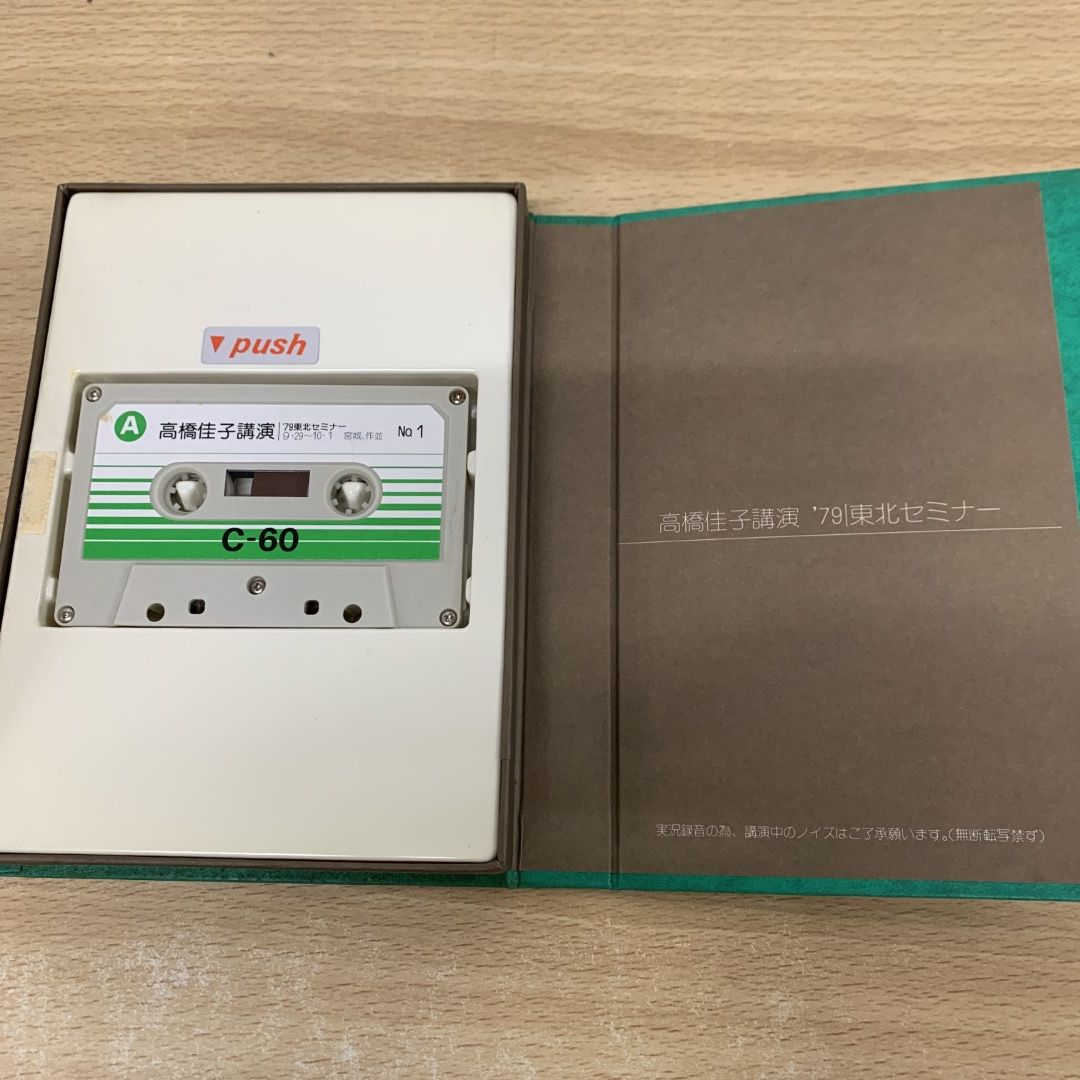 ▼push
A
高橋佳子講演
'79東北セミナー
9・29〜10・1 宮城、作並
No.1
C-60
高橋佳子講演 '79|東北セミナー
実況録音の為、講演中のノイズはご了承願います。(無断転写禁ず)